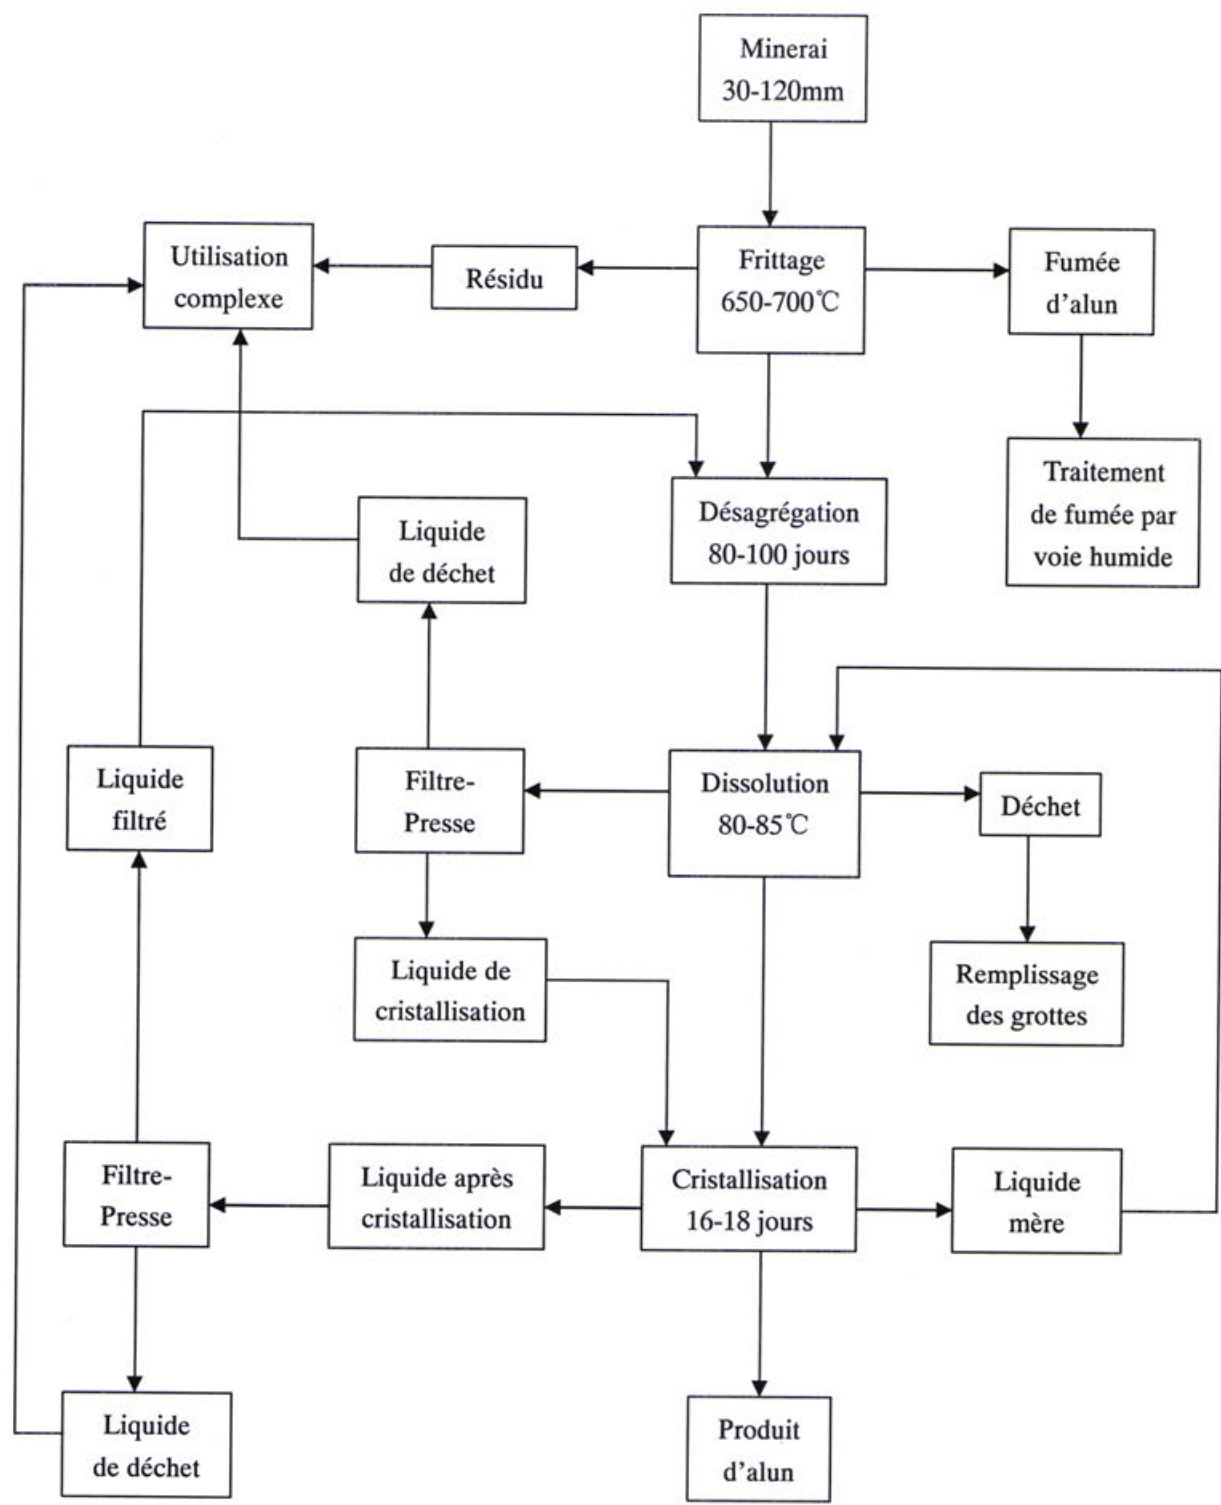 Minerai
30-120mm
Utilisation
complexe
Résidu
Frittage
650-700℃
Fumée
d'alun
Traitement
de fumée par
voie humide
Désagrégation
80-100 jours
Liquide
de déchet
Liquide
filtré
Filtre-
Presse
Dissolution
80-85℃
Déchet
Liquide de
cristallisation
Remplissage
des grottes
Filtre-
Presse
Liquide après
cristallisation
Cristallisation
16-18 jours
Liquide
mère
Liquide
de déchet
Produit
d'alun